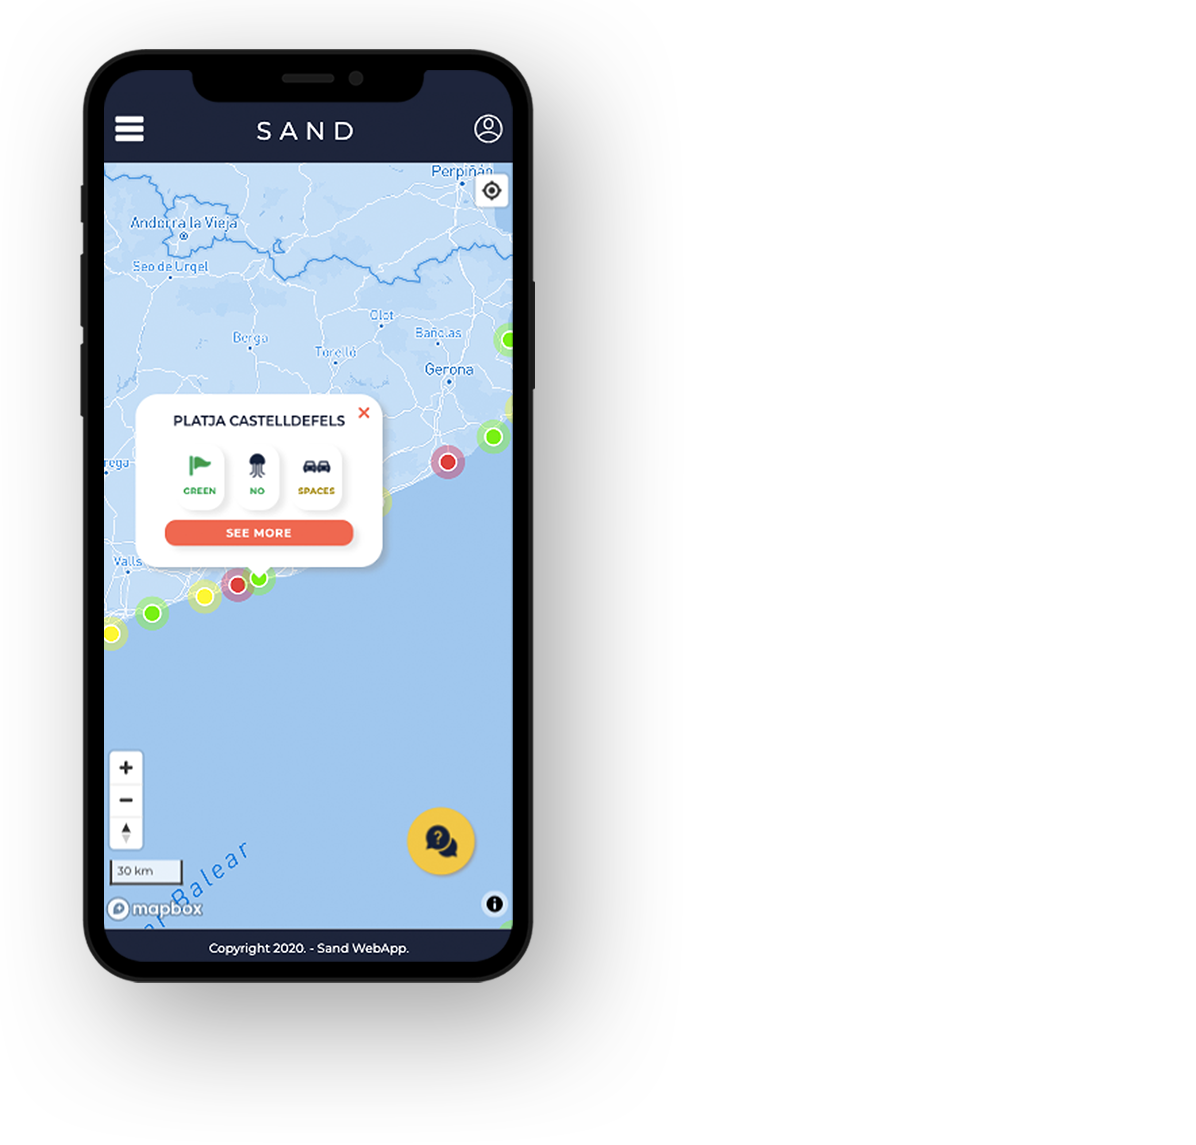 SAND
Perpiñán
Andorra la Vieja
Seo de Urgel
Olot
Bañolas
Berga
Torelló
Gerona
PLATJA CASTELLDEFELS
rega
GREEN
NO
SPACES
SEE MORE
Valls
30 km
ar Balear
mapbox
Copyright 2020. - Sand WebApp.